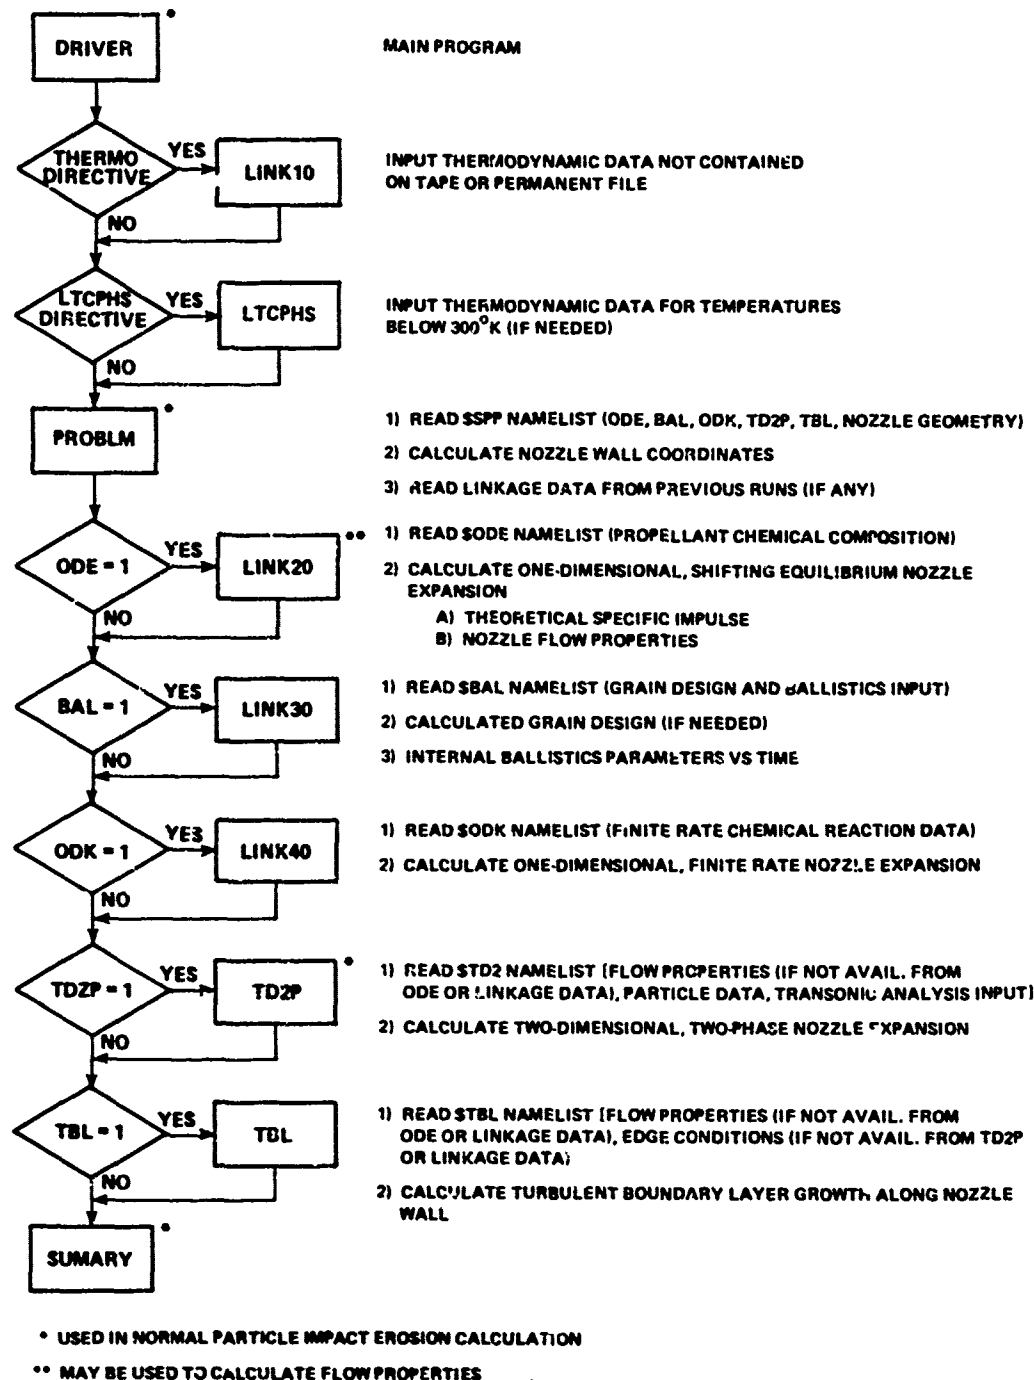 DRIVER *
MAIN PROGRAM
THERMO
DIRECTIVE
YES
LINK10
INPUT THERMODYNAMIC DATA NOT CONTAINED
ON TAPE OR PERMANENT FILE
NO
LTCPHS
DIRECTIVE
YES
LTCPHS
INPUT THERMODYNAMIC DATA FOR TEMPERATURES
BELOW 300°K (IF NEEDED)
NO
PROBLM *
1) READ $SPP NAMELIST (ODE, BAL, ODK, TD2P, TBL, NOZZLE GEOMETRY)
2) CALCULATE NOZZLE WALL COORDINATES
3) READ LINKAGE DATA FROM PREVIOUS RUNS (IF ANY)
ODE = 1
YES
LINK20 **
1) READ $ODE NAMELIST (PROPELLANT CHEMICAL COMPOSITION)
2) CALCULATE ONE-DIMENSIONAL, SHIFTING EQUILIBRIUM NOZZLE
EXPANSION
A) THEORETICAL SPECIFIC IMPULSE
B) NOZZLE FLOW PROPERTIES
NO
BAL = 1
YES
LINK30
1) READ $BAL NAMELIST (GRAIN DESIGN AND BALLISTICS INPUT)
2) CALCULATED GRAIN DESIGN (IF NEEDED)
3) INTERNAL BALLISTICS PARAMETERS VS TIME
NO
ODK = 1
YES
LINK40
1) READ $ODK NAMELIST (FINITE RATE CHEMICAL REACTION DATA)
2) CALCULATE ONE-DIMENSIONAL, FINITE RATE NOZZLE EXPANSION
NO
TDZP = 1
YES
TD2P *
1) READ $TD2 NAMELIST [FLOW PROPERTIES (IF NOT AVAIL. FROM
ODE OR LINKAGE DATA), PARTICLE DATA, TRANSONIC ANALYSIS INPUT]
2) CALCULATE TWO-DIMENSIONAL, TWO-PHASE NOZZLE EXPANSION
NO
TBL = 1
YES
TBL
1) READ $TBL NAMELIST [FLOW PROPERTIES (IF NOT AVAIL. FROM
ODE OR LINKAGE DATA), EDGE CONDITIONS (IF NOT AVAIL. FROM TD2P
OR LINKAGE DATA)
2) CALCULATE TURBULENT BOUNDARY LAYER GROWTH ALONG NOZZLE
WALL
NO
SUMARY *
* USED IN NORMAL PARTICLE IMPACT EROSION CALCULATION
** MAY BE USED TO CALCULATE FLOW PROPERTIES